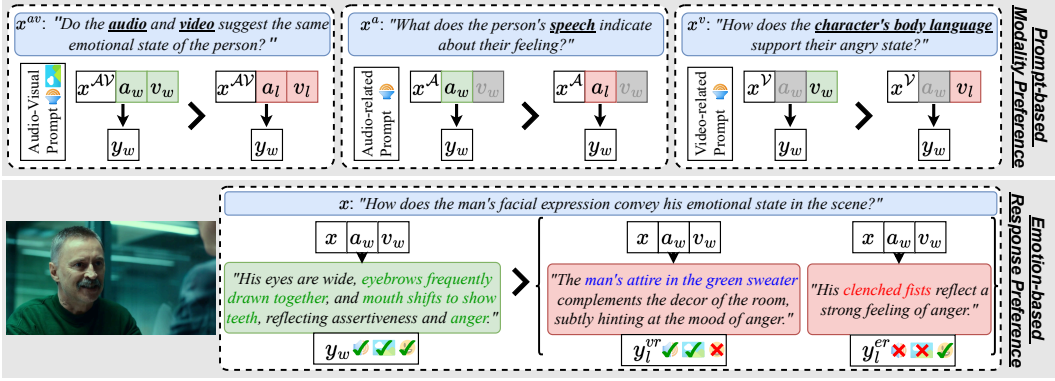 x^{av}: "Do the audio and video suggest the same
emotional state of the person? "
Audio-Visual
Prompt
x^{AV} a_w v_w
y_w
>
x^{AV} a_l v_l
y_w
x^a: "What does the person's speech indicate
about their feeling?"
Audio-related
Prompt
x^A a_w v_w
y_w
>
x^A a_l v_w
y_w
x^v: "How does the character's body language
support their angry state?"
Video-related
Prompt
x^V a_w v_w
y_w
>
x^V a_w v_l
y_w
Prompt-based
Modality Preference
x: "How does the man's facial expression convey his emotional state in the scene?"
x a_w v_w
"His eyes are wide, eyebrows frequently
drawn together, and mouth shifts to show
teeth, reflecting assertiveness and anger."
y_w
>
x a_w v_w
"The man's attire in the green sweater
complements the decor of the room,
subtly hinting at the mood of anger."
y_l^{vr}
x a_w v_w
"His clenched fists reflect a
strong feeling of anger."
y_l^{er}
Emotion-based
Response Preference